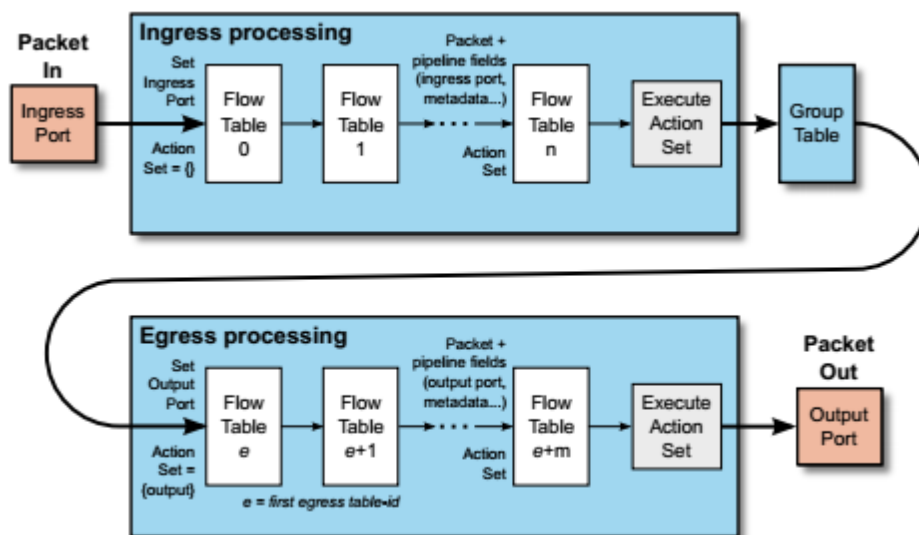 Ingress processing
Packet
In
Ingress
Port
Set
Ingress
Port
Action
Set = {}
Flow
Table
0
Flow
Table
1
Packet +
pipeline fields
(ingress port,
metadata...)
Action
Set
Flow
Table
n
Execute
Action
Set
Group
Table
Egress processing
Set
Output
Port
Action
Set =
{output}
Flow
Table
e
Flow
Table
e+1
e = first egress table-id
Packet +
pipeline fields
(output port,
metadata...)
Action
Set
Flow
Table
e+m
Execute
Action
Set
Packet
Out
Output
Port